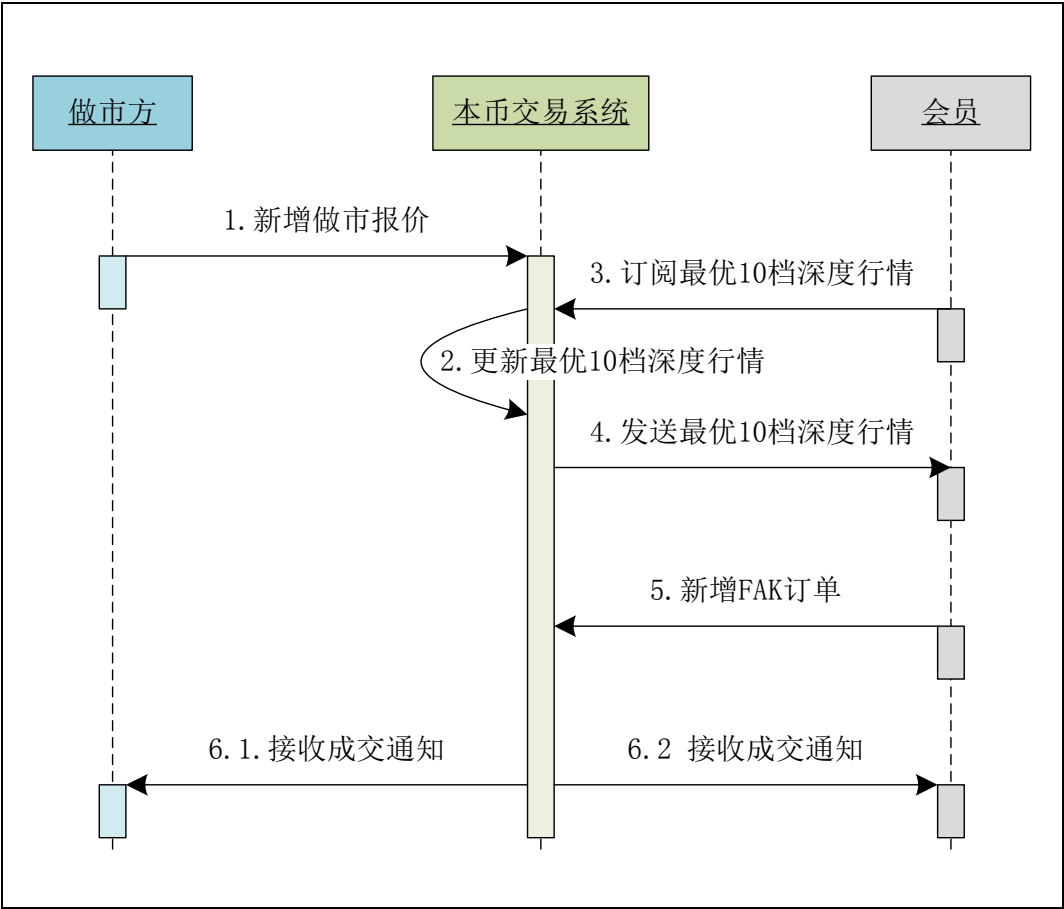 做市方
本币交易系统
会员
1.新增做市报价
3.订阅最优10档深度行情
2.更新最优10档深度行情
4.发送最优10档深度行情
5.新增FAK订单
6.1.接收成交通知
6.2 接收成交通知